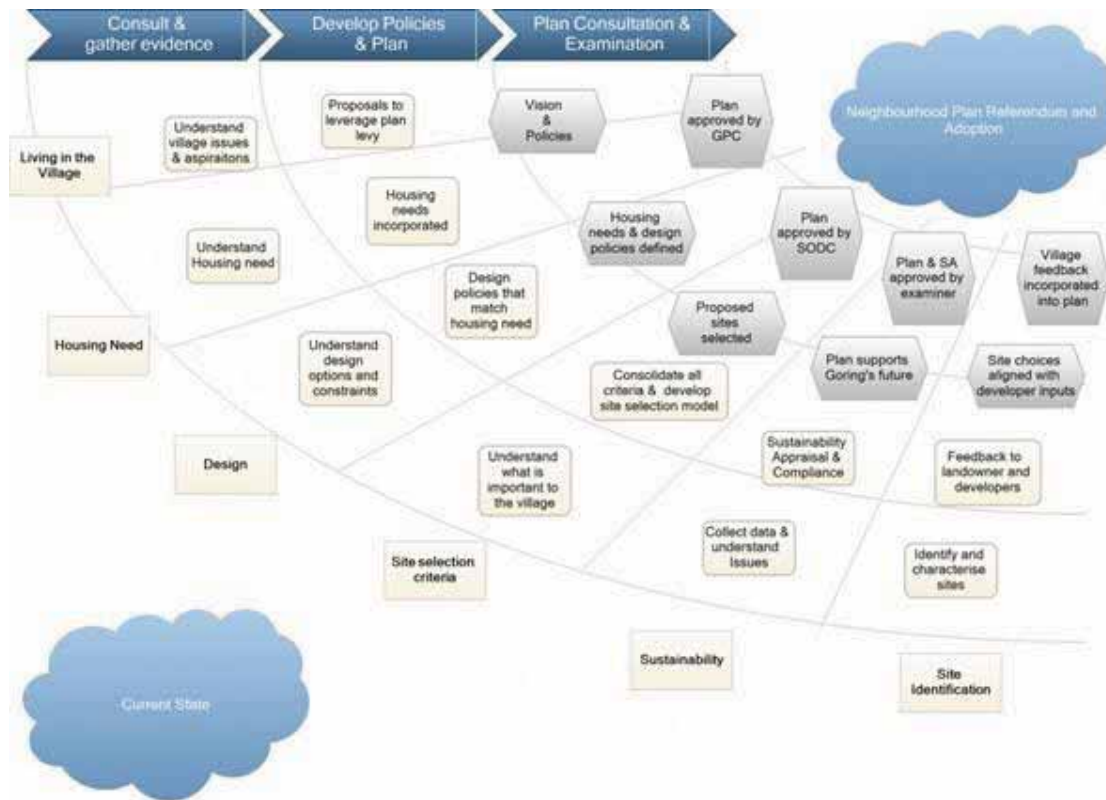 Consult &
gather evidence
Develop Policies
& Plan
Plan Consultation &
Examination
Neighbourhood Plan Referendum and
Adoption
Living in the
Village
Understand
village issues
& aspiraitons
Proposals to
leverage plan
levy
Vision
&
Policies
Plan
approved by
GPC
Understand
Housing need
Housing
needs
incorporated
Housing
needs & design
policies defined
Plan
approved by
SODC
Plan & SA
approved by
examiner
Village
feedback
incorporated
into plan
Housing Need
Understand
design
options and
constraints
Design
policies that
match
housing need
Proposed
sites
selected
Plan supports
Goring's future
Site choices
aligned with
developer inputs
Design
Understand
what is
important to
the village
Consolidate all
criteria & develop
site selection model
Sustainability
Appraisal &
Compliance
Feedback to
landowner and
developers
Site selection
criteria
Collect data &
understand
Issues
Identify and
characterise
sites
Sustainability
Site
Identification
Current State